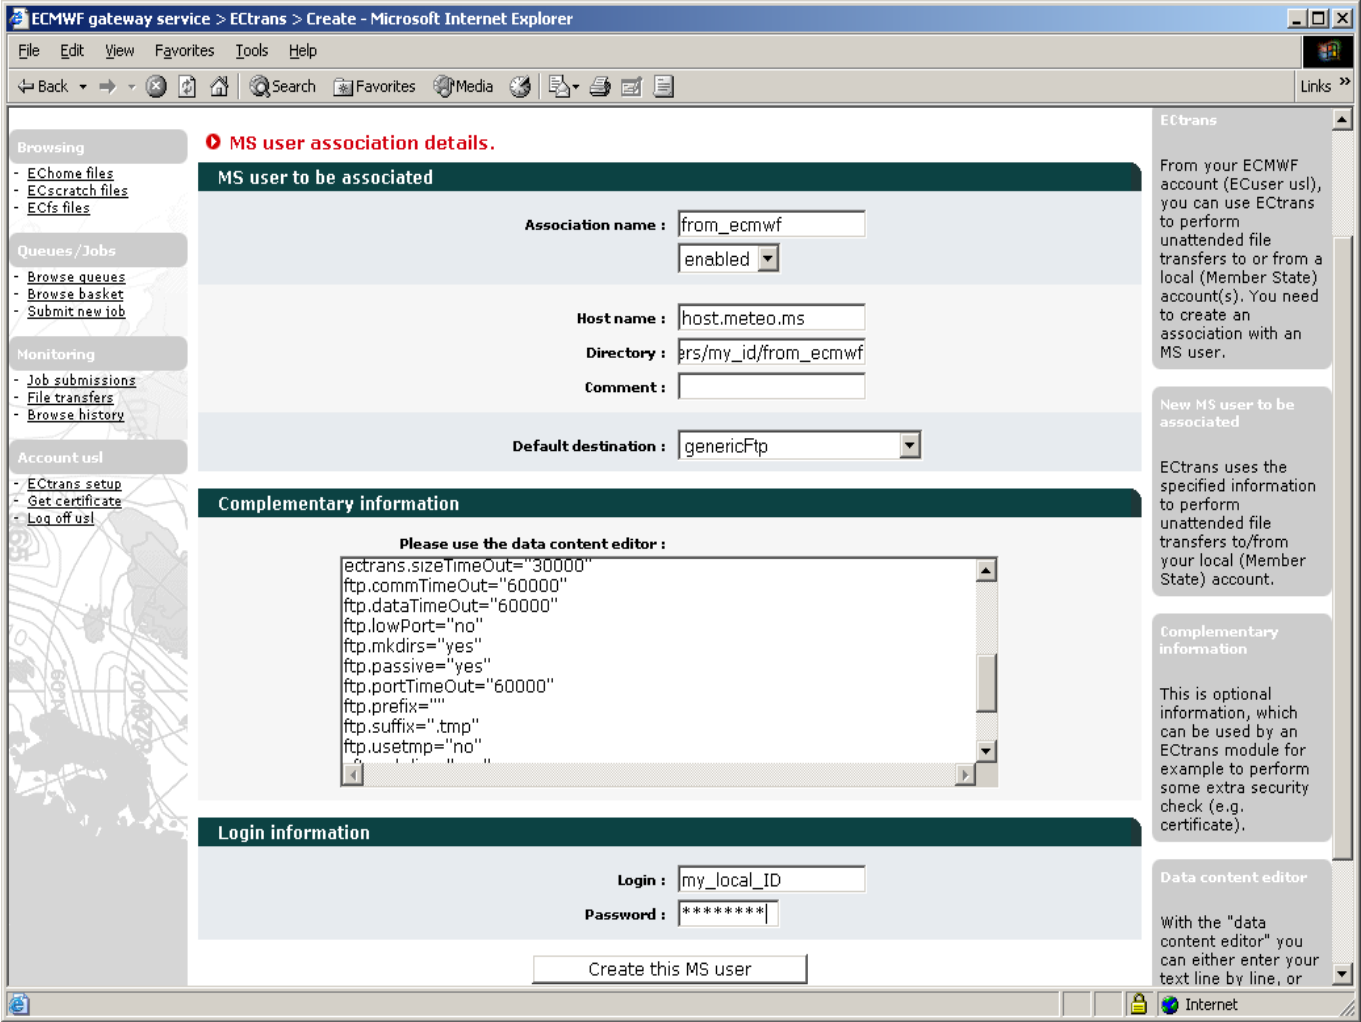 ECMWF gateway service > ECtrans > Create - Microsoft Internet Explorer
File Edit View Favorites Tools Help
Back Search Favorites Media Links »
Browsing
- EChome files
- ECscratch files
- ECfs files
Queues/Jobs
- Browse queues
- Browse basket
- Submit new job
Monitoring
- Job submissions
- File transfers
- Browse history
Account usl
- ECtrans setup
- Get certificate
- Log off usl
MS user association details.
MS user to be associated
Association name : from_ecmwf
enabled
Host name : host.meteo.ms
Directory : ers/my_id/from_ecmwf
Comment :
Default destination : genericFtp
Complementary information
Please use the data content editor :
ectrans.sizeTimeOut="30000"
ftp.commTimeOut="60000"
ftp.dataTimeOut="60000"
ftp.lowPort="no"
ftp.mkdirs="yes"
ftp.passive="yes"
ftp.portTimeOut="60000"
ftp.prefix=""
ftp.suffix=".tmp"
ftp.usetmp="no"
Login information
Login : my_local_ID
Password : ********
Create this MS user
ECtrans
From your ECMWF
account (ECuser usl),
you can use ECtrans
to perform
unattended file
transfers to or from a
local (Member State)
account(s). You need
to create an
association with an
MS user.
New MS user to be
associated
ECtrans uses the
specified information
to perform
unattended file
transfers to/from
your local (Member
State) account.
Complementary
information
This is optional
information, which
can be used by an
ECtrans module for
example to perform
some extra security
check (e.g.
certificate).
Data content editor
With the "data
content editor" you
can either enter your
text line by line, or
Internet